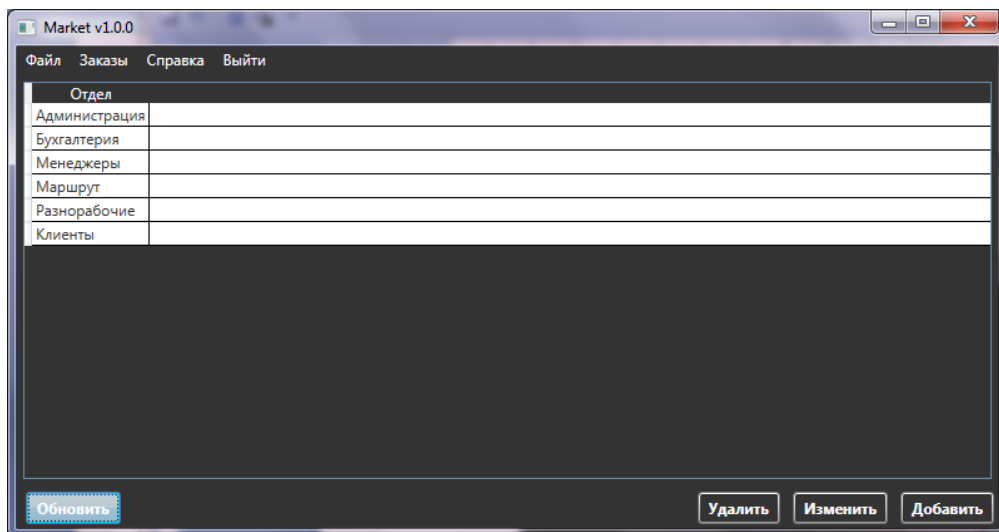 Market v1.0.0
Файл Заказы Справка Выйти
Отдел
Администрация
Бухгалтерия
Менеджеры
Маршрут
Разнорабочие
Клиенты
Обновить Удалить Изменить Добавить